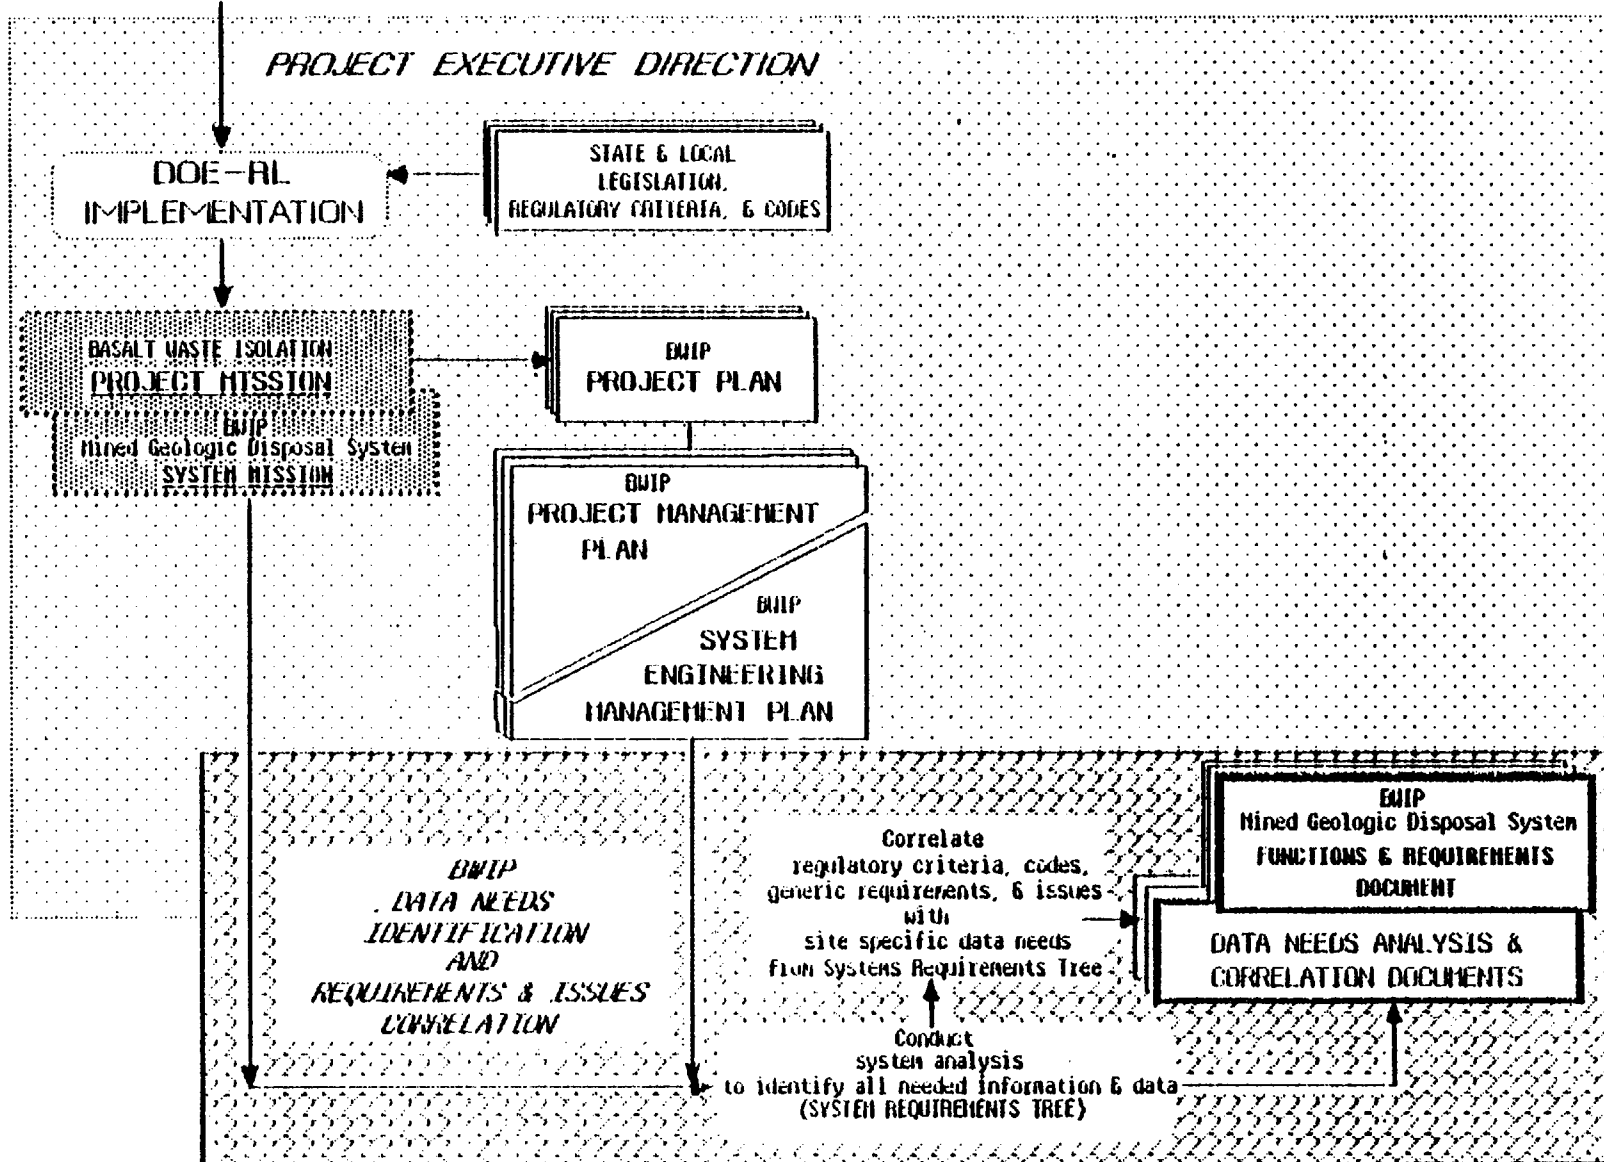 PROJECT EXECUTIVE DIRECTION
DOE-RL
IMPLEMENTATION
STATE & LOCAL
LEGISLATION,
REGULATORY CRITERIA, & CODES
BASALT WASTE ISOLATION
PROJECT MISSION
BWIP
Mined Geologic Disposal System
SYSTEM MISSION
BWIP
PROJECT PLAN
BWIP
PROJECT MANAGEMENT
PLAN
BWIP
SYSTEM
ENGINEERING
MANAGEMENT PLAN
BWIP
DATA NEEDS
IDENTIFICATION
AND
REQUIREMENTS & ISSUES
CORRELATION
Correlate
regulatory criteria, codes,
generic requirements, & issues
with
site specific data needs
from Systems Requirements Tree
Conduct
system analysis
to identify all needed information & data
(SYSTEM REQUIREMENTS TREE)
BWIP
Mined Geologic Disposal System
FUNCTIONS & REQUIREMENTS
DOCUMENT
DATA NEEDS ANALYSIS &
CORRELATION DOCUMENTS